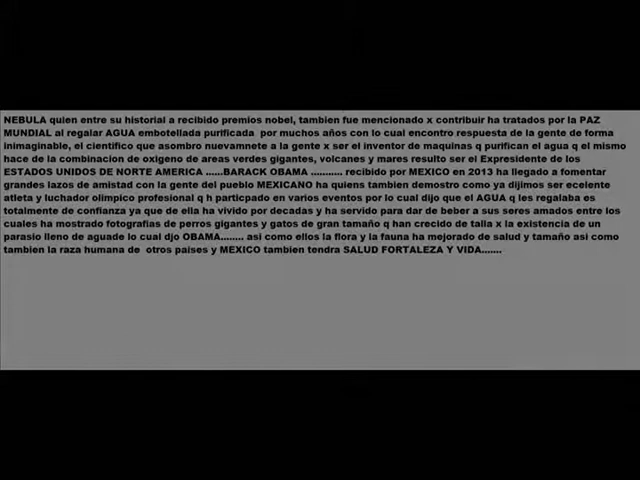 NEBULA quien entre su historial a recibido premios nobel, tambien fue mencionado x contribuir ha tratados por la PAZ
MUNDIAL al regalar AGUA embotellada purificada  por muchos años con lo cual encontro respuesta de la gente de forma
inimaginable, el cientifico que asombro nuevamnete a la gente x ser el inventor de maquinas q purifican el agua q el mismo
hace de la combinacion de oxigeno de areas verdes gigantes, volcanes y mares resulto ser el Expresidente de los
ESTADOS UNIDOS DE NORTE AMERICA ......BARACK OBAMA ........... recibido por MEXICO en 2013 ha llegado a fomentar
grandes lazos de amistad con la gente del pueblo MEXICANO ha quiens tambien demostro como ya dijimos ser ecelente
atleta y luchador olimpico profesional q h particpado en varios eventos por lo cual dijo que el AGUA q les regalaba es
totalmente de confianza ya que de ella ha vivido por decadas y ha servido para dar de beber a sus seres amados entre los
cuales ha mostrado fotografias de perros gigantes y gatos de gran tamaño q han crecido de talla x la existencia de un
parasio lleno de aguade lo cual djo OBAMA........ asi como ellos la flora y la fauna ha mejorado de salud y tamaño asi como
tambien la raza humana de  otros paises y MEXICO tambien tendra SALUD FORTALEZA Y VIDA.......